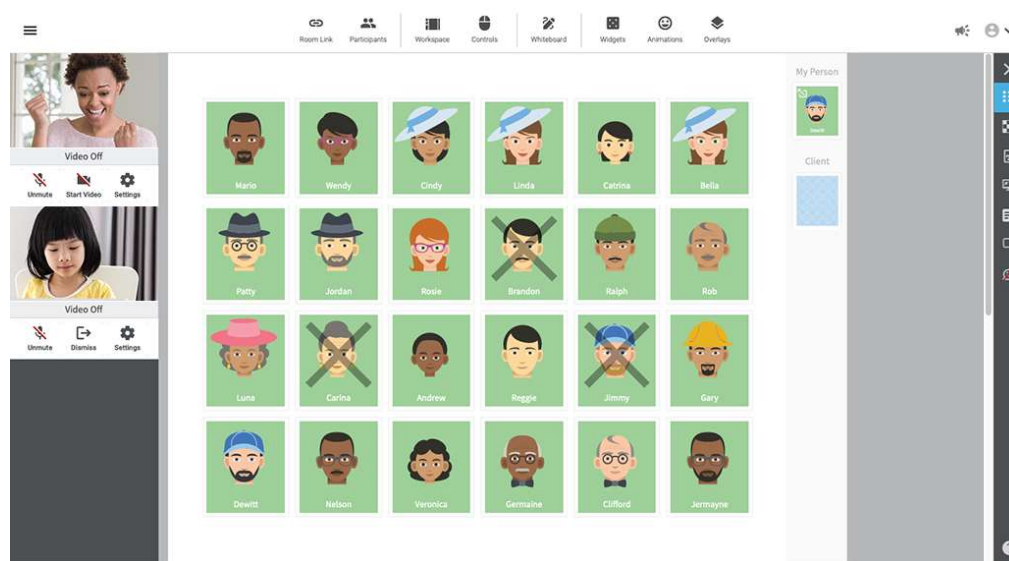 Room Link Participants Workspace Controls Whiteboard Widgets Animations Overlays
Video Off
Unmute Start Video Settings
Video Off
Unmute Dismiss Settings
Mario Wendy Cindy Linda Catrina Bella
Patty Jordan Rosie Brandon Ralph Rob
Luna Carina Andrew Reggie Jimmy Gary
Dewitt Nelson Veronica Germaine Clifford Jermayne
My Person
Dewitt
Client